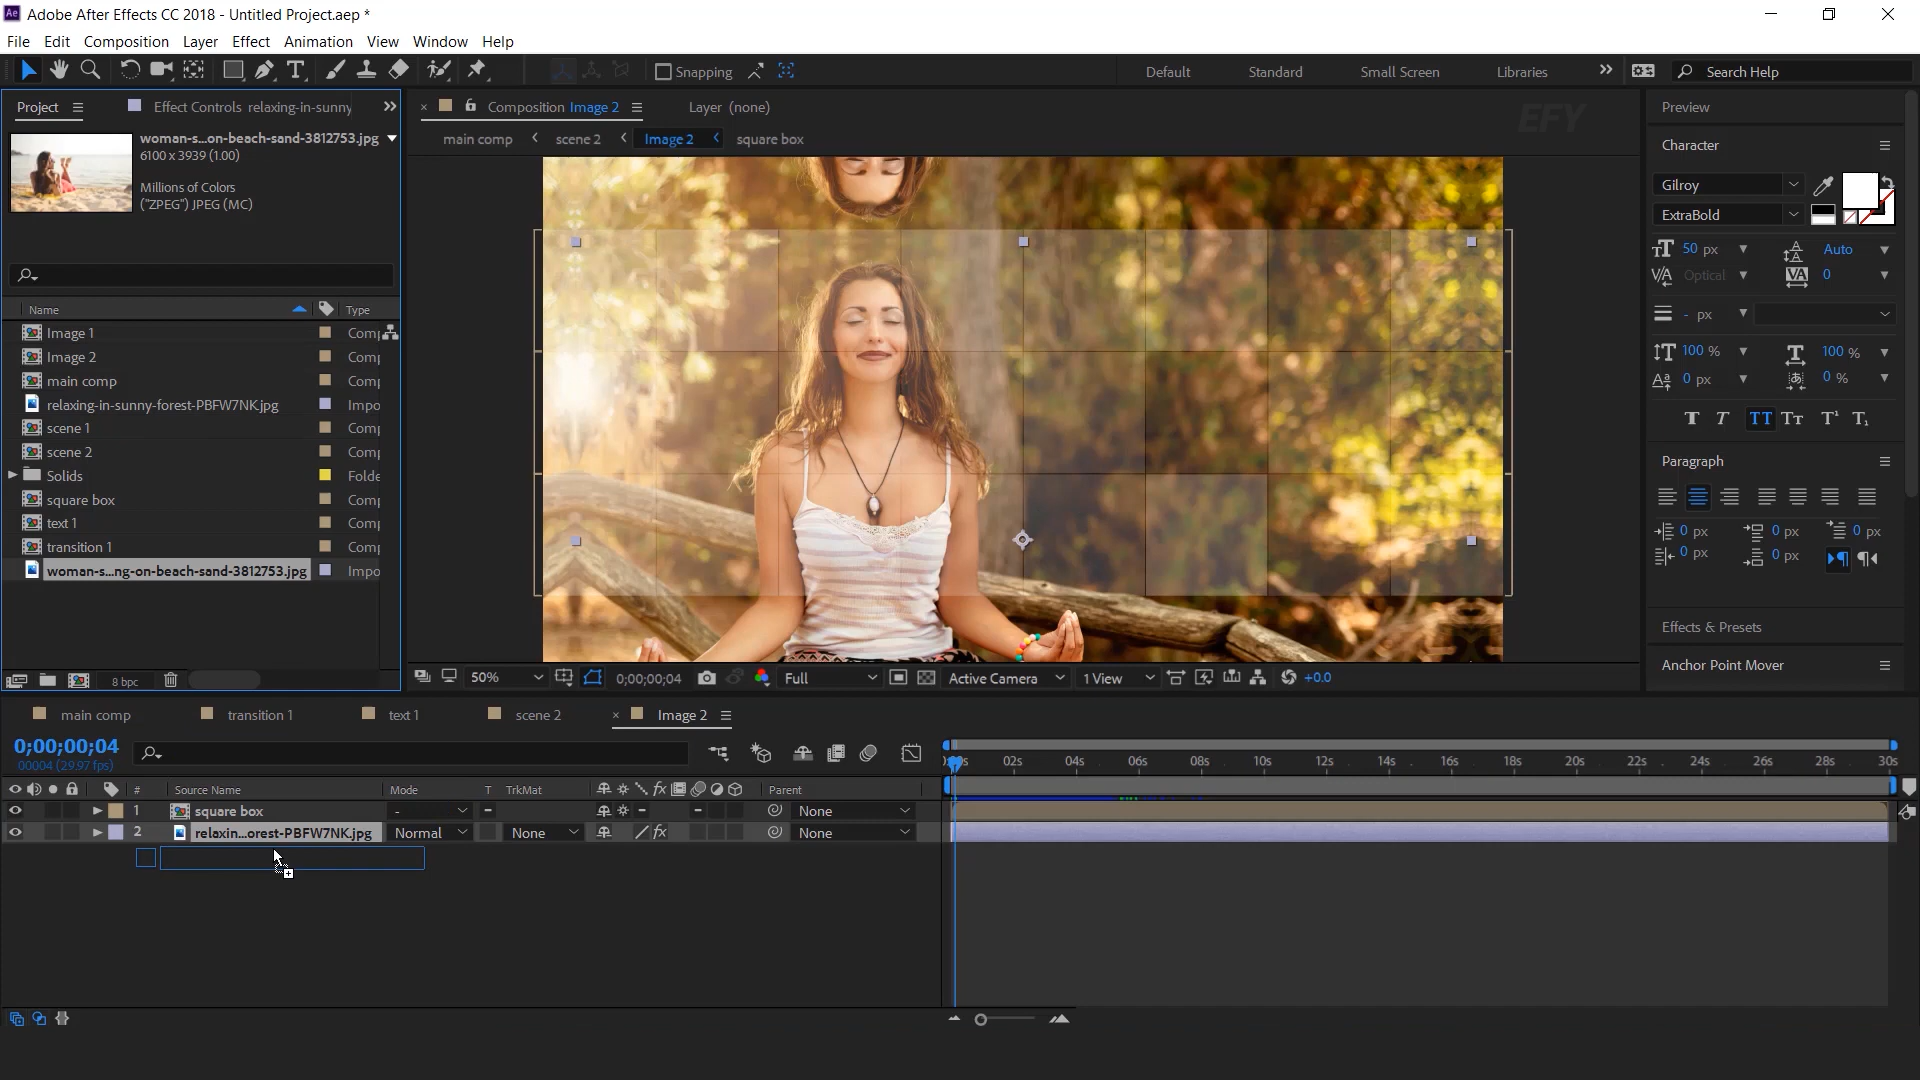 Ae Adobe After Effects CC 2018 - Untitled Project.aep *
File Edit Composition Layer Effect Animation View Window Help
Snapping
Default Standard Small Screen Libraries Search Help
Project Effect Controls relaxing-in-sunny
Composition Image 2 Layer (none)
EFY
main comp scene 2 Image 2 square box
woman-s...on-beach-sand-3812753.jpg
6100 x 3939 (1.00)
Millions of Colors
("ZPEG") JPEG (MC)
Name Type
Image 1 Comp
Image 2 Comp
main comp Comp
relaxing-in-sunny-forest-PBFW7NK.jpg Impo
scene 1 Comp
scene 2 Comp
Solids Folde
square box Comp
text 1 Comp
transition 1 Comp
woman-s...ng-on-beach-sand-3812753.jpg Impo
8 bpc
50% 0;00;00;04 Full Active Camera 1 View +0.0
Preview
Character
Gilroy
ExtraBold
50 px Auto
Optical 0
- px
100 % 100 %
0 px 0 %
T T TT Tт T¹ T₁
Paragraph
0 px 0 px 0 px
0 px 0 px
Effects & Presets
Anchor Point Mover
main comp transition 1 text 1 scene 2 Image 2
0;00;00;04
00004 (29.97 fps)
# Source Name Mode T TrkMat fx Parent
1 square box - None
2 relaxin...orest-PBFW7NK.jpg Normal None fx None
02s 04s 06s 08s 10s 12s 14s 16s 18s 20s 22s 24s 26s 28s 30s